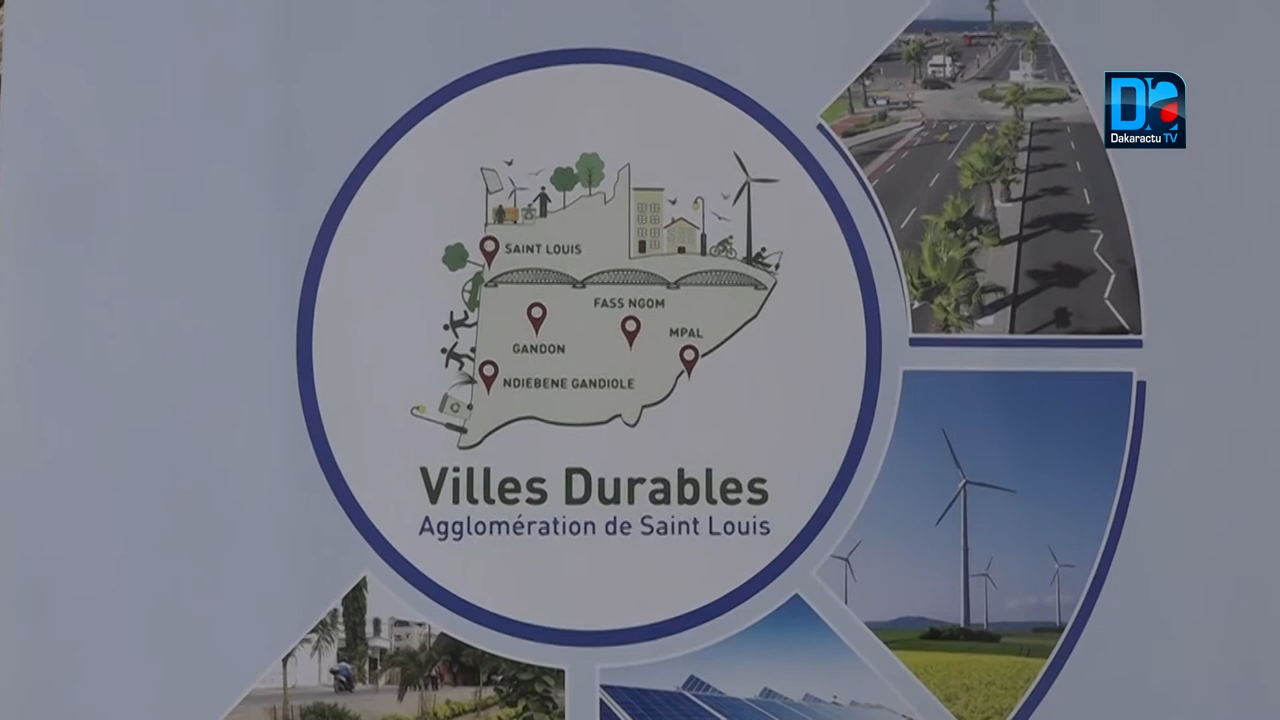 Dakaractu TV
SAINT LOUIS
FASS NGOM
MPAL
GANDON
NDIEBENE GANDIOLE
Villes Durables
Agglomération de Saint Louis